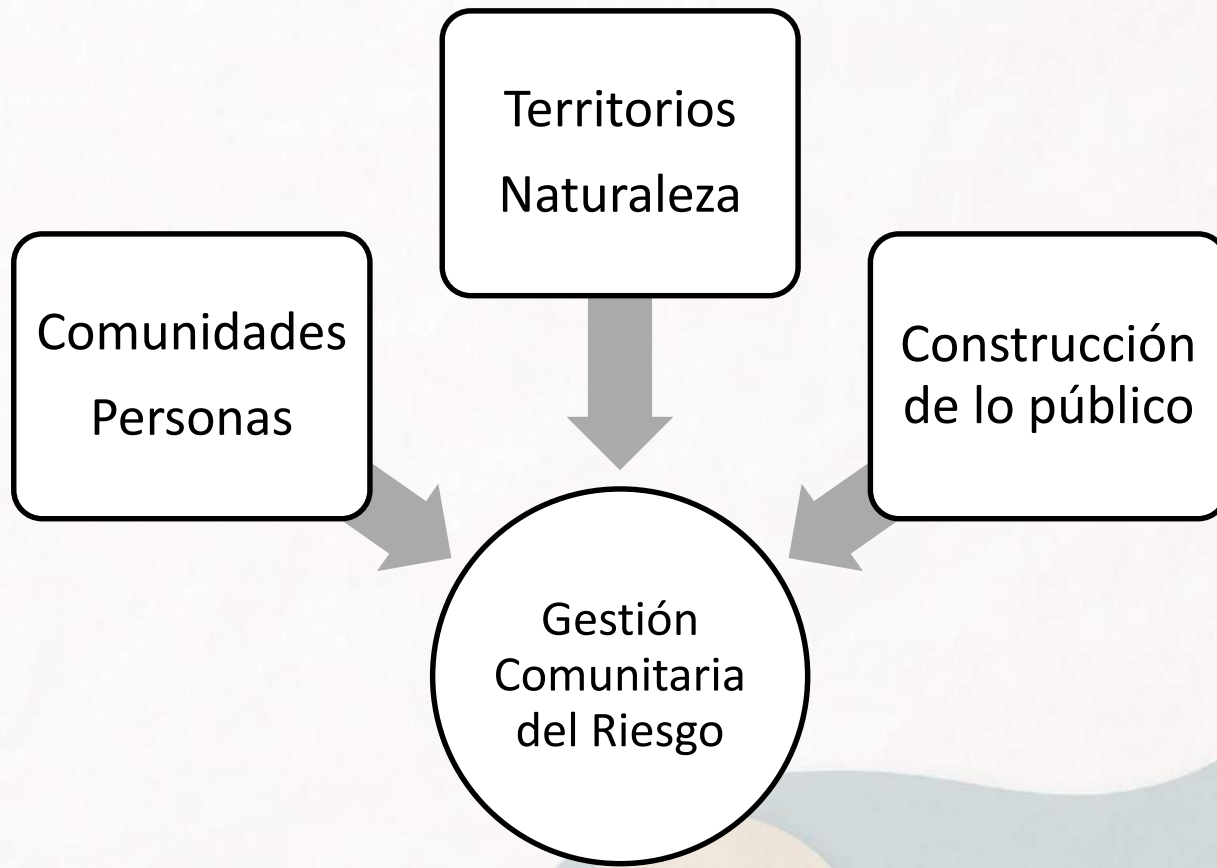 Territorios
Naturaleza
Comunidades
Personas
Construcción
de lo público
Gestión
Comunitaria
del Riesgo